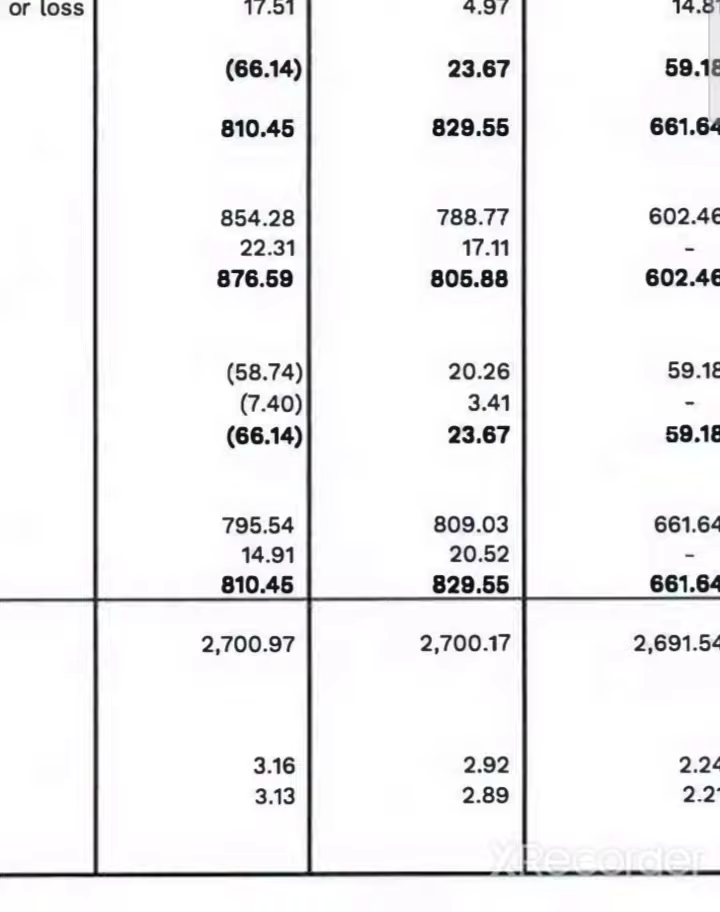 or loss 17.51 4.97
(66.14) 23.67 59.18
810.45 829.55 661.64
854.28 788.77 602.46
22.31 17.11 -
876.59 805.88 602.46
(58.74) 20.26 59.18
(7.40) 3.41 -
(66.14) 23.67 59.18
795.54 809.03 661.64
14.91 20.52 -
810.45 829.55 661.64
2,700.97 2,700.17 2,691.54
3.16 2.92 2.24
3.13 2.89
XRecorder